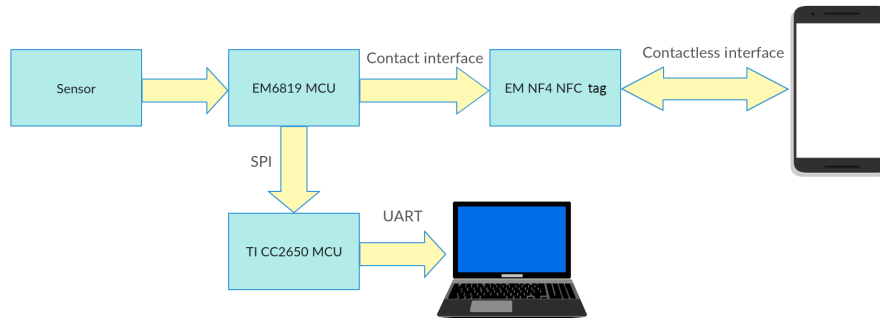 Contact interface
Contactless interface
Sensor
EM6819 MCU
EM NF4 NFC tag
SPI
UART
TI CC2650 MCU